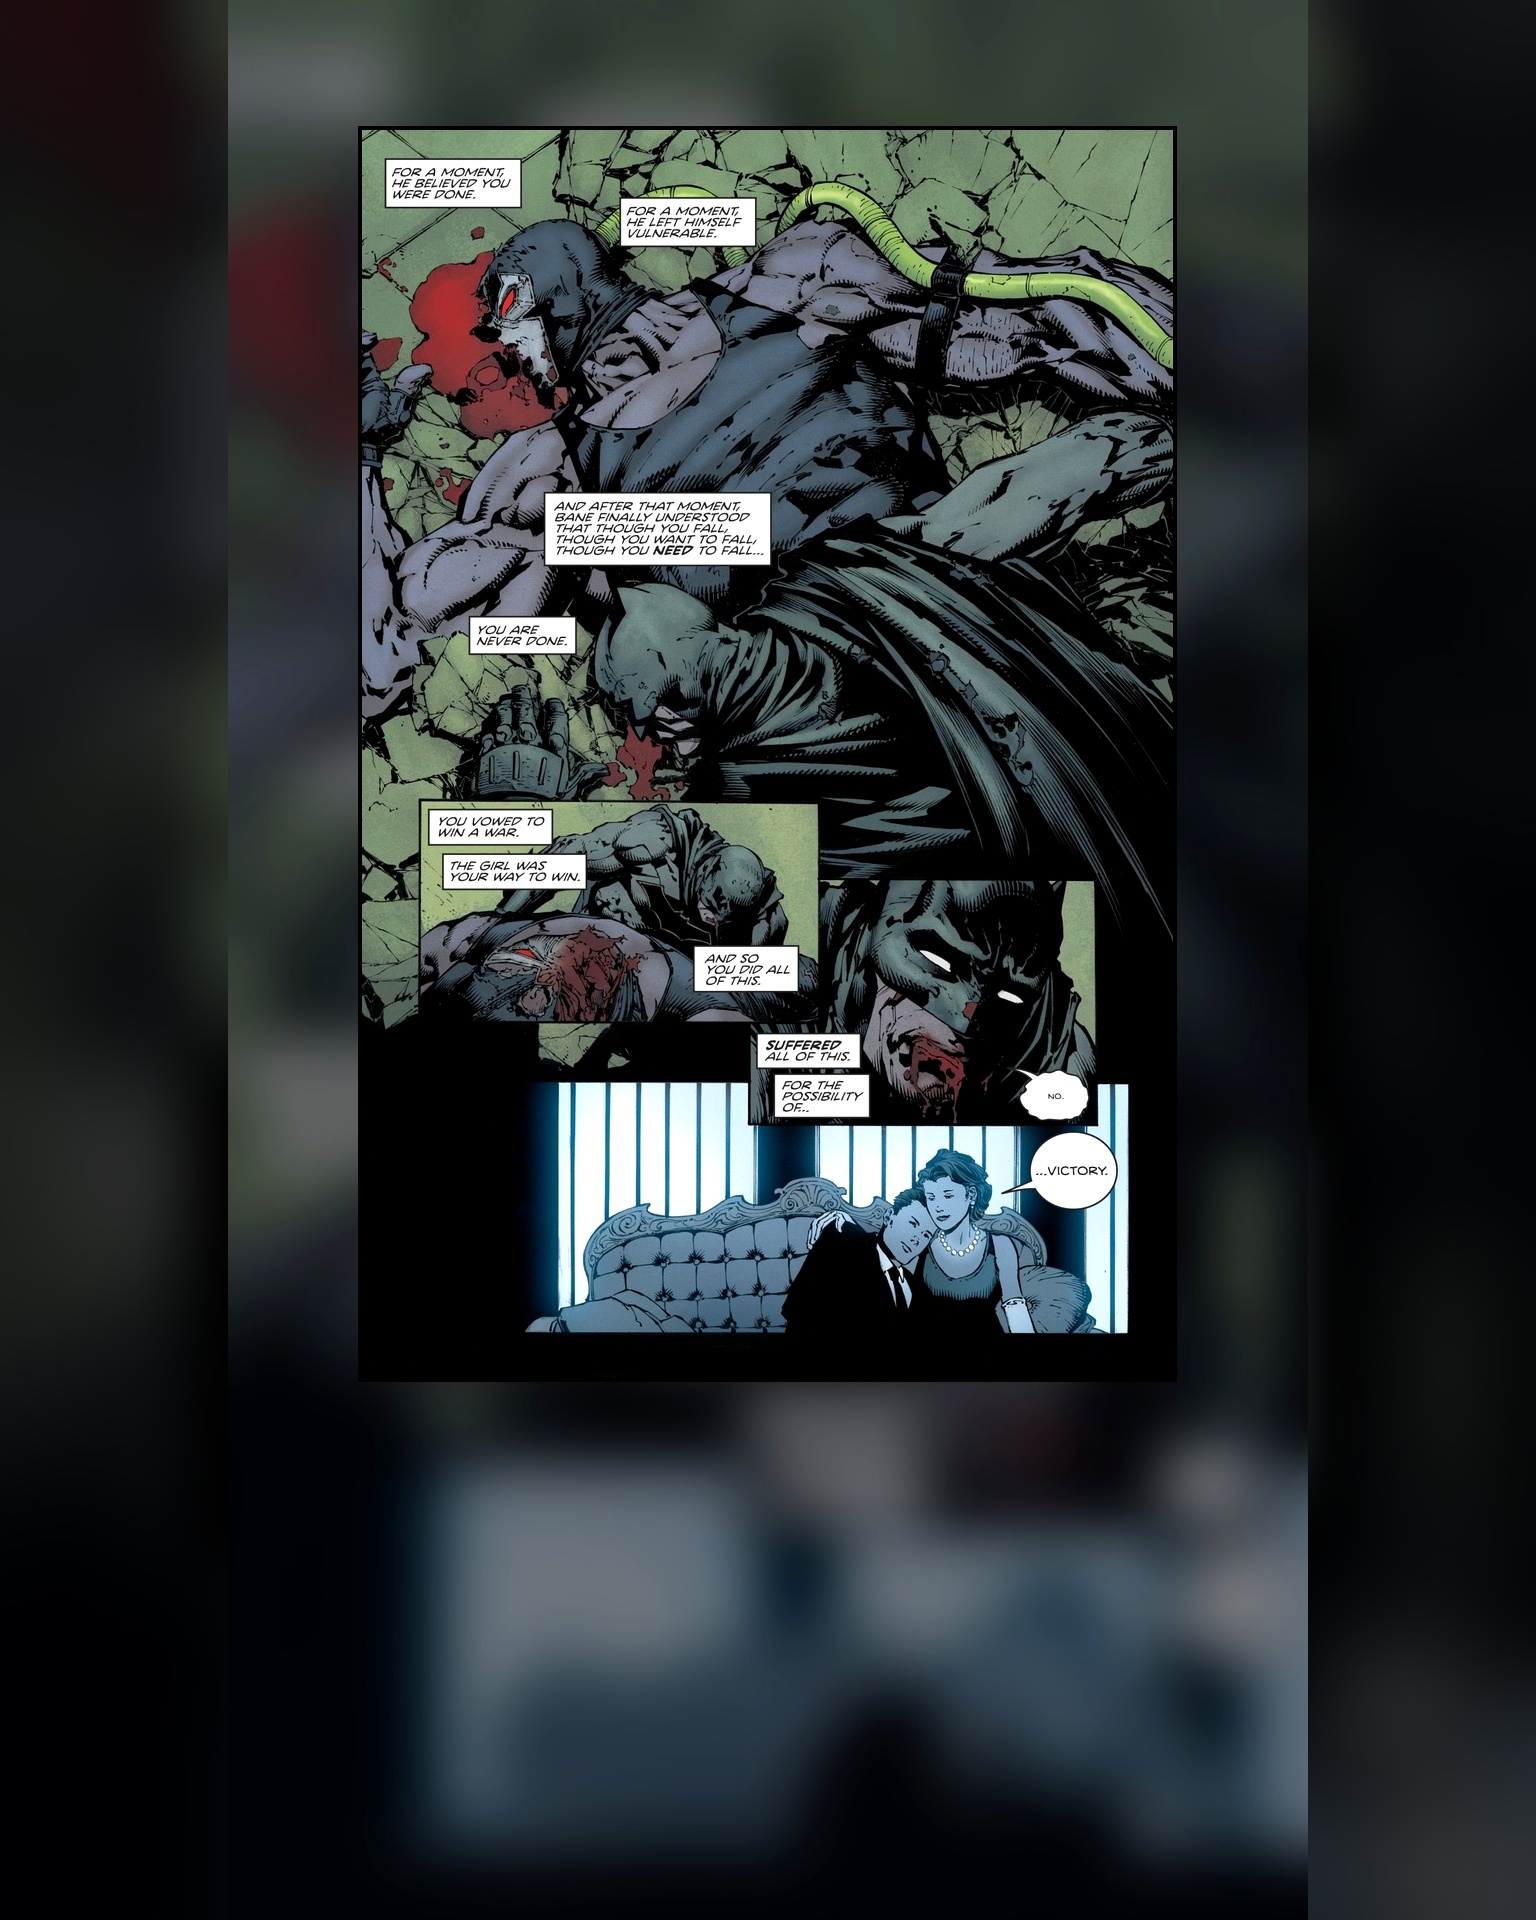 FOR A MOMENT,
HE BELIEVED YOU
WERE DONE.
FOR A MOMENT,
HE LEFT HIMSELF
VULNERABLE.
AND AFTER THAT MOMENT,
BANE FINALLY UNDERSTOOD
THAT THOUGH YOU FALL,
THOUGH YOU WANT TO FALL,
THOUGH YOU NEED TO FALL...
YOU ARE
NEVER DONE.
YOU VOWED TO
WIN A WAR.
THE GIRL WAS
YOUR WAY TO WIN.
AND SO
YOU DID ALL
OF THIS.
SUFFERED
ALL OF THIS.
FOR THE
POSSIBILITY
OF...
NO.
...VICTORY.